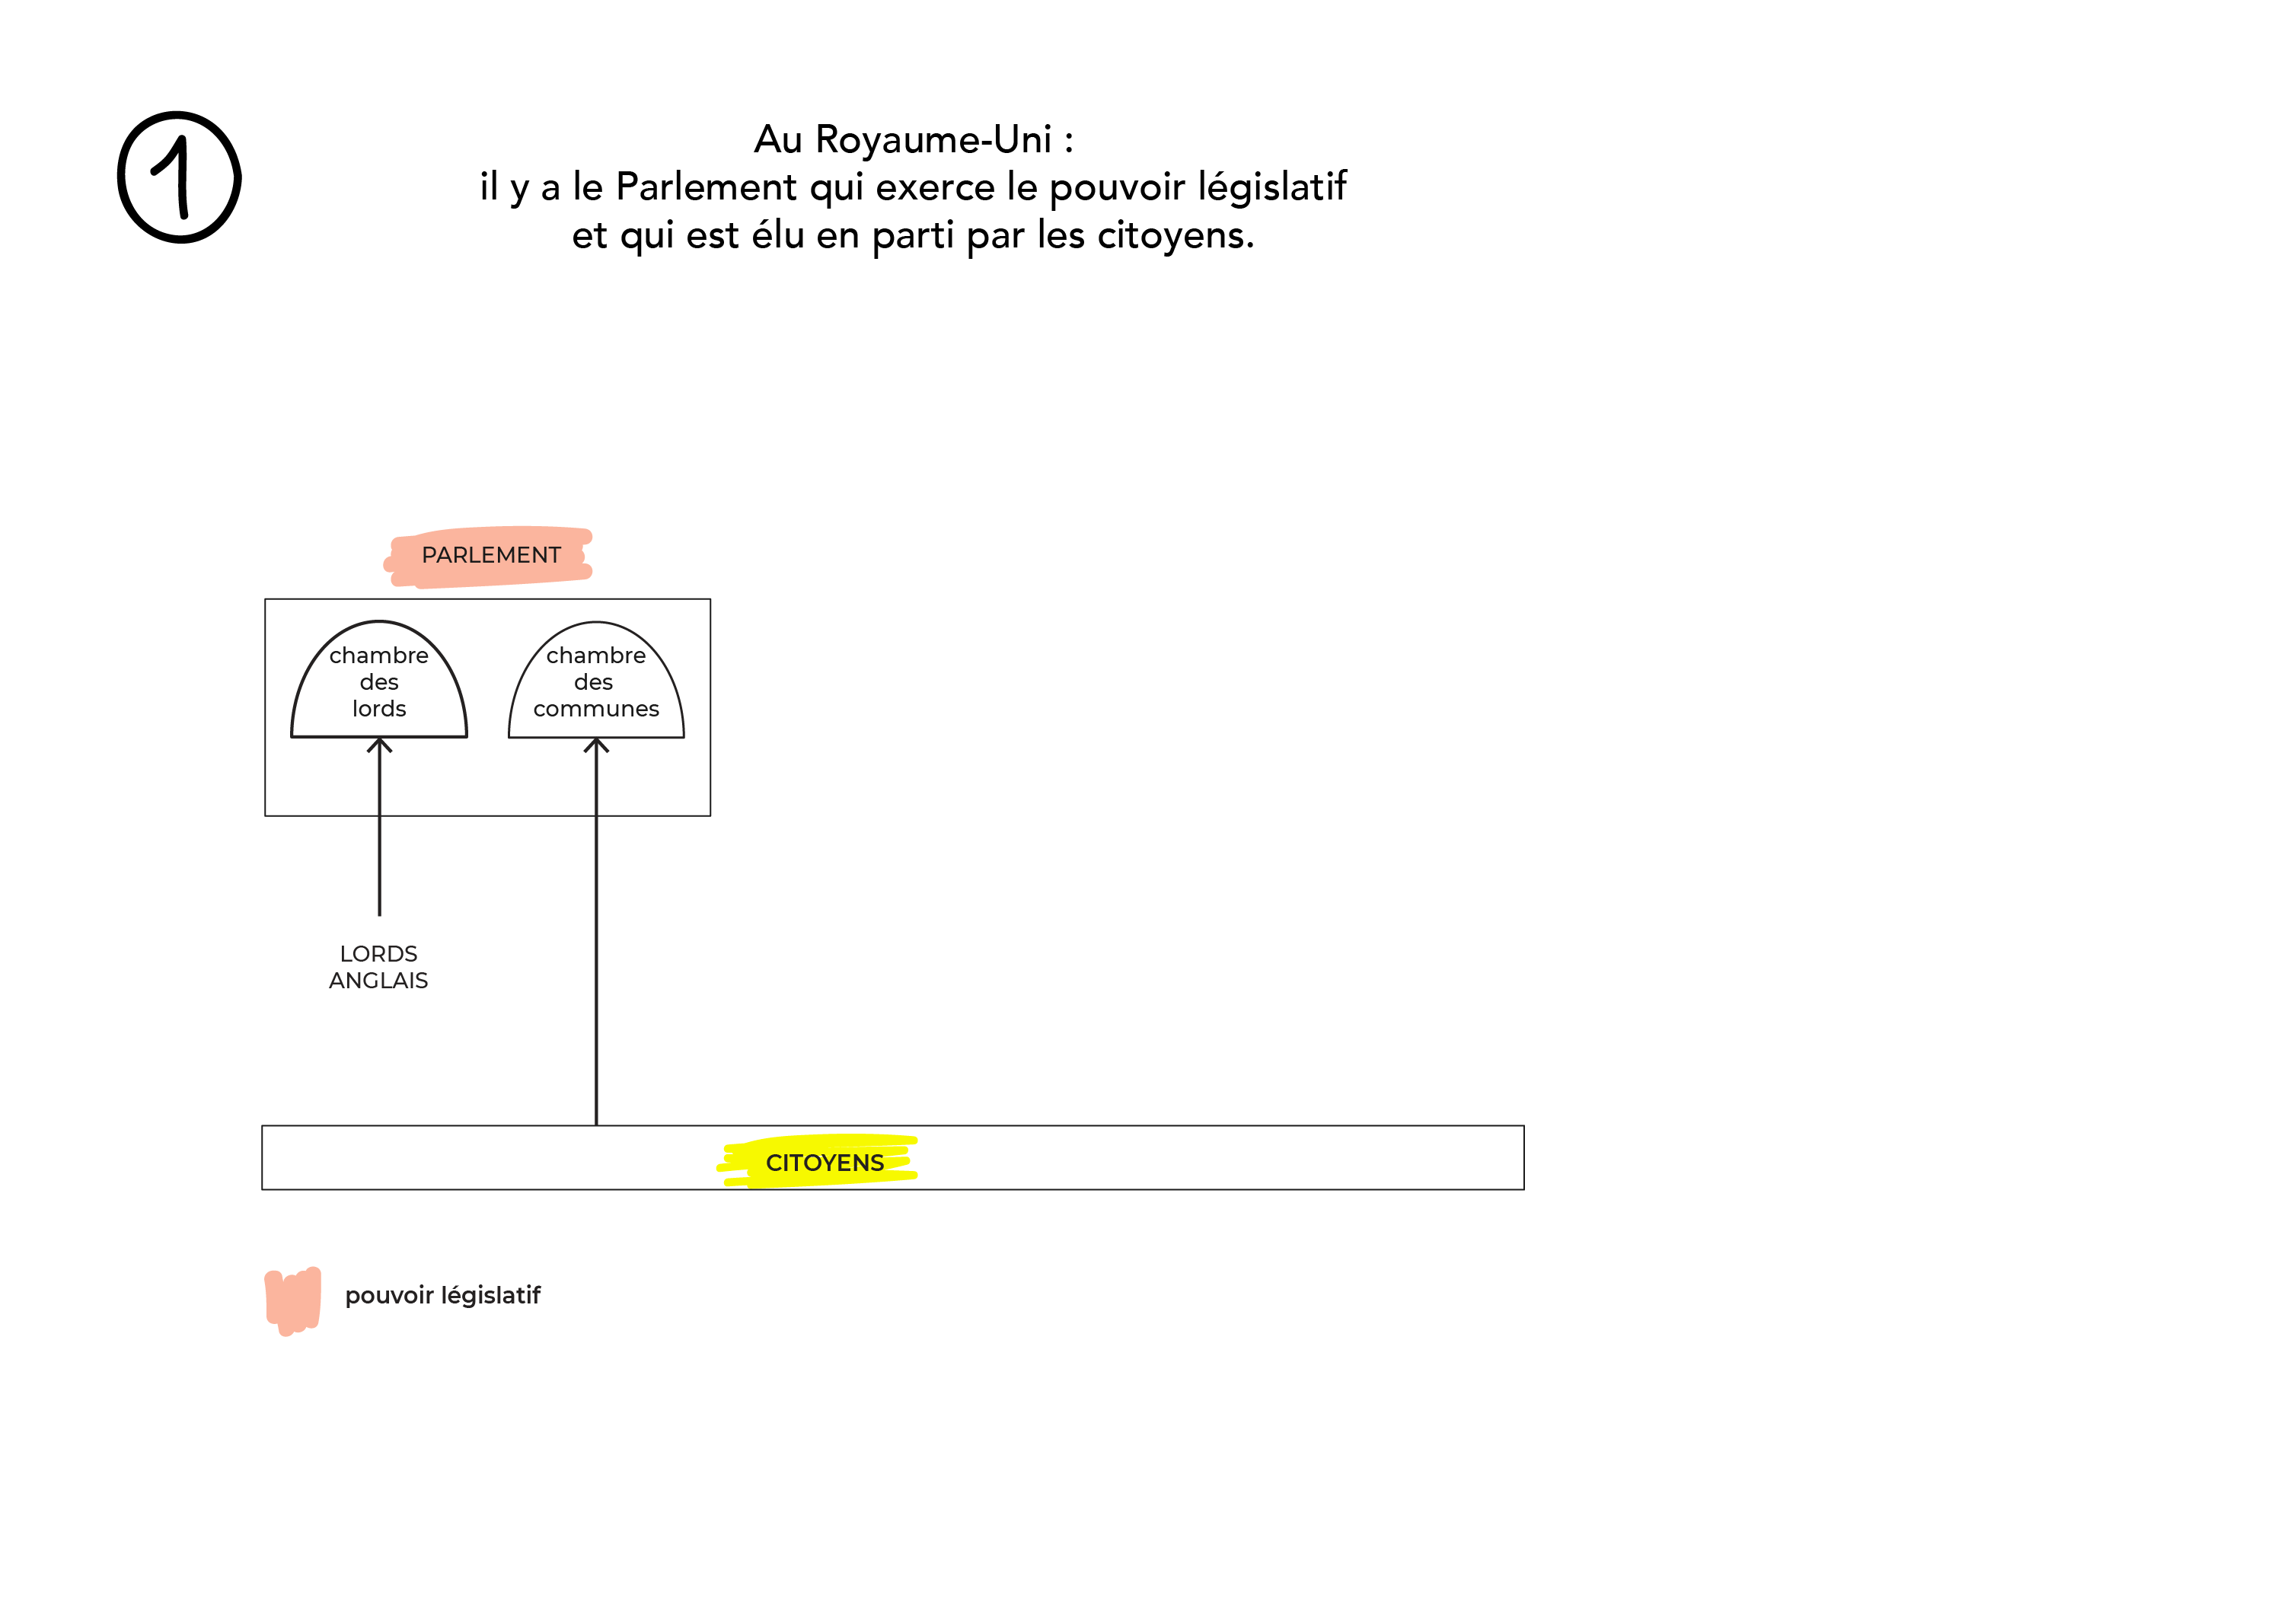 1
Au Royaume-Uni :
il y a le Parlement qui exerce le pouvoir législatif
et qui est élu en parti par les citoyens.
PARLEMENT
chambre
des
lords
chambre
des
communes
LORDS
ANGLAIS
CITOYENS
pouvoir législatif